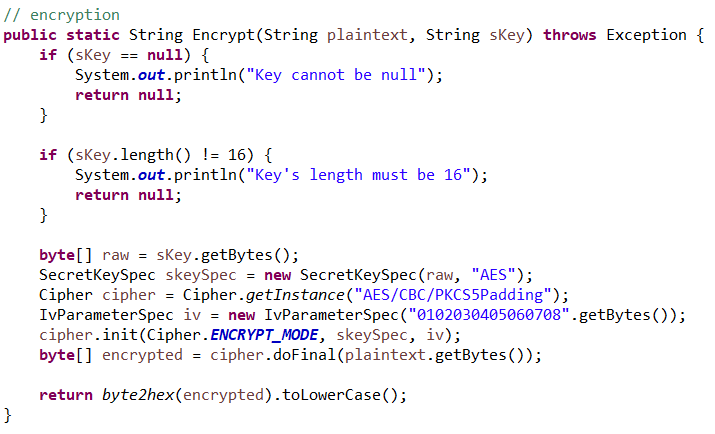 // encryption
public static String Encrypt(String plaintext, String sKey) throws Exception {
    if (sKey == null) {
        System.out.println("Key cannot be null");
        return null;
    }

    if (sKey.length() != 16) {
        System.out.println("Key's length must be 16");
        return null;
    }

    byte[] raw = sKey.getBytes();
    SecretKeySpec skeySpec = new SecretKeySpec(raw, "AES");
    Cipher cipher = Cipher.getInstance("AES/CBC/PKCS5Padding");
    IvParameterSpec iv = new IvParameterSpec("0102030405060708".getBytes());
    cipher.init(Cipher.ENCRYPT_MODE, skeySpec, iv);
    byte[] encrypted = cipher.doFinal(plaintext.getBytes());

    return byte2hex(encrypted).toLowerCase();
}